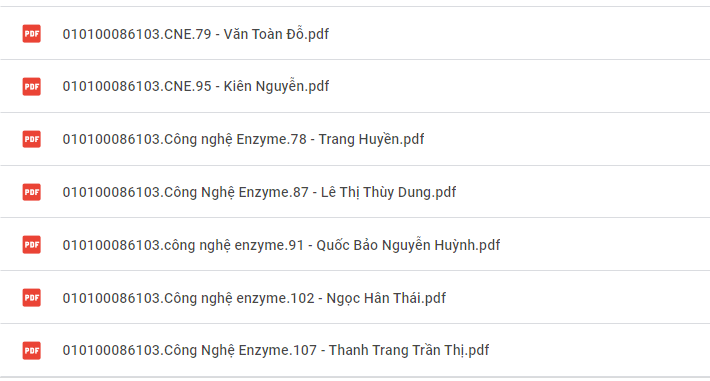 PDF 010100086103.CNE.79 - Văn Toàn Đỗ.pdf
PDF 010100086103.CNE.95 - Kiên Nguyễn.pdf
PDF 010100086103.Công nghệ Enzyme.78 - Trang Huyền.pdf
PDF 010100086103.Công Nghệ Enzyme.87 - Lê Thị Thùy Dung.pdf
PDF 010100086103.công nghệ enzyme.91 - Quốc Bảo Nguyễn Huỳnh.pdf
PDF 010100086103.Công nghệ enzyme.102 - Ngọc Hân Thái.pdf
PDF 010100086103.Công Nghệ Enzyme.107 - Thanh Trang Trần Thị.pdf